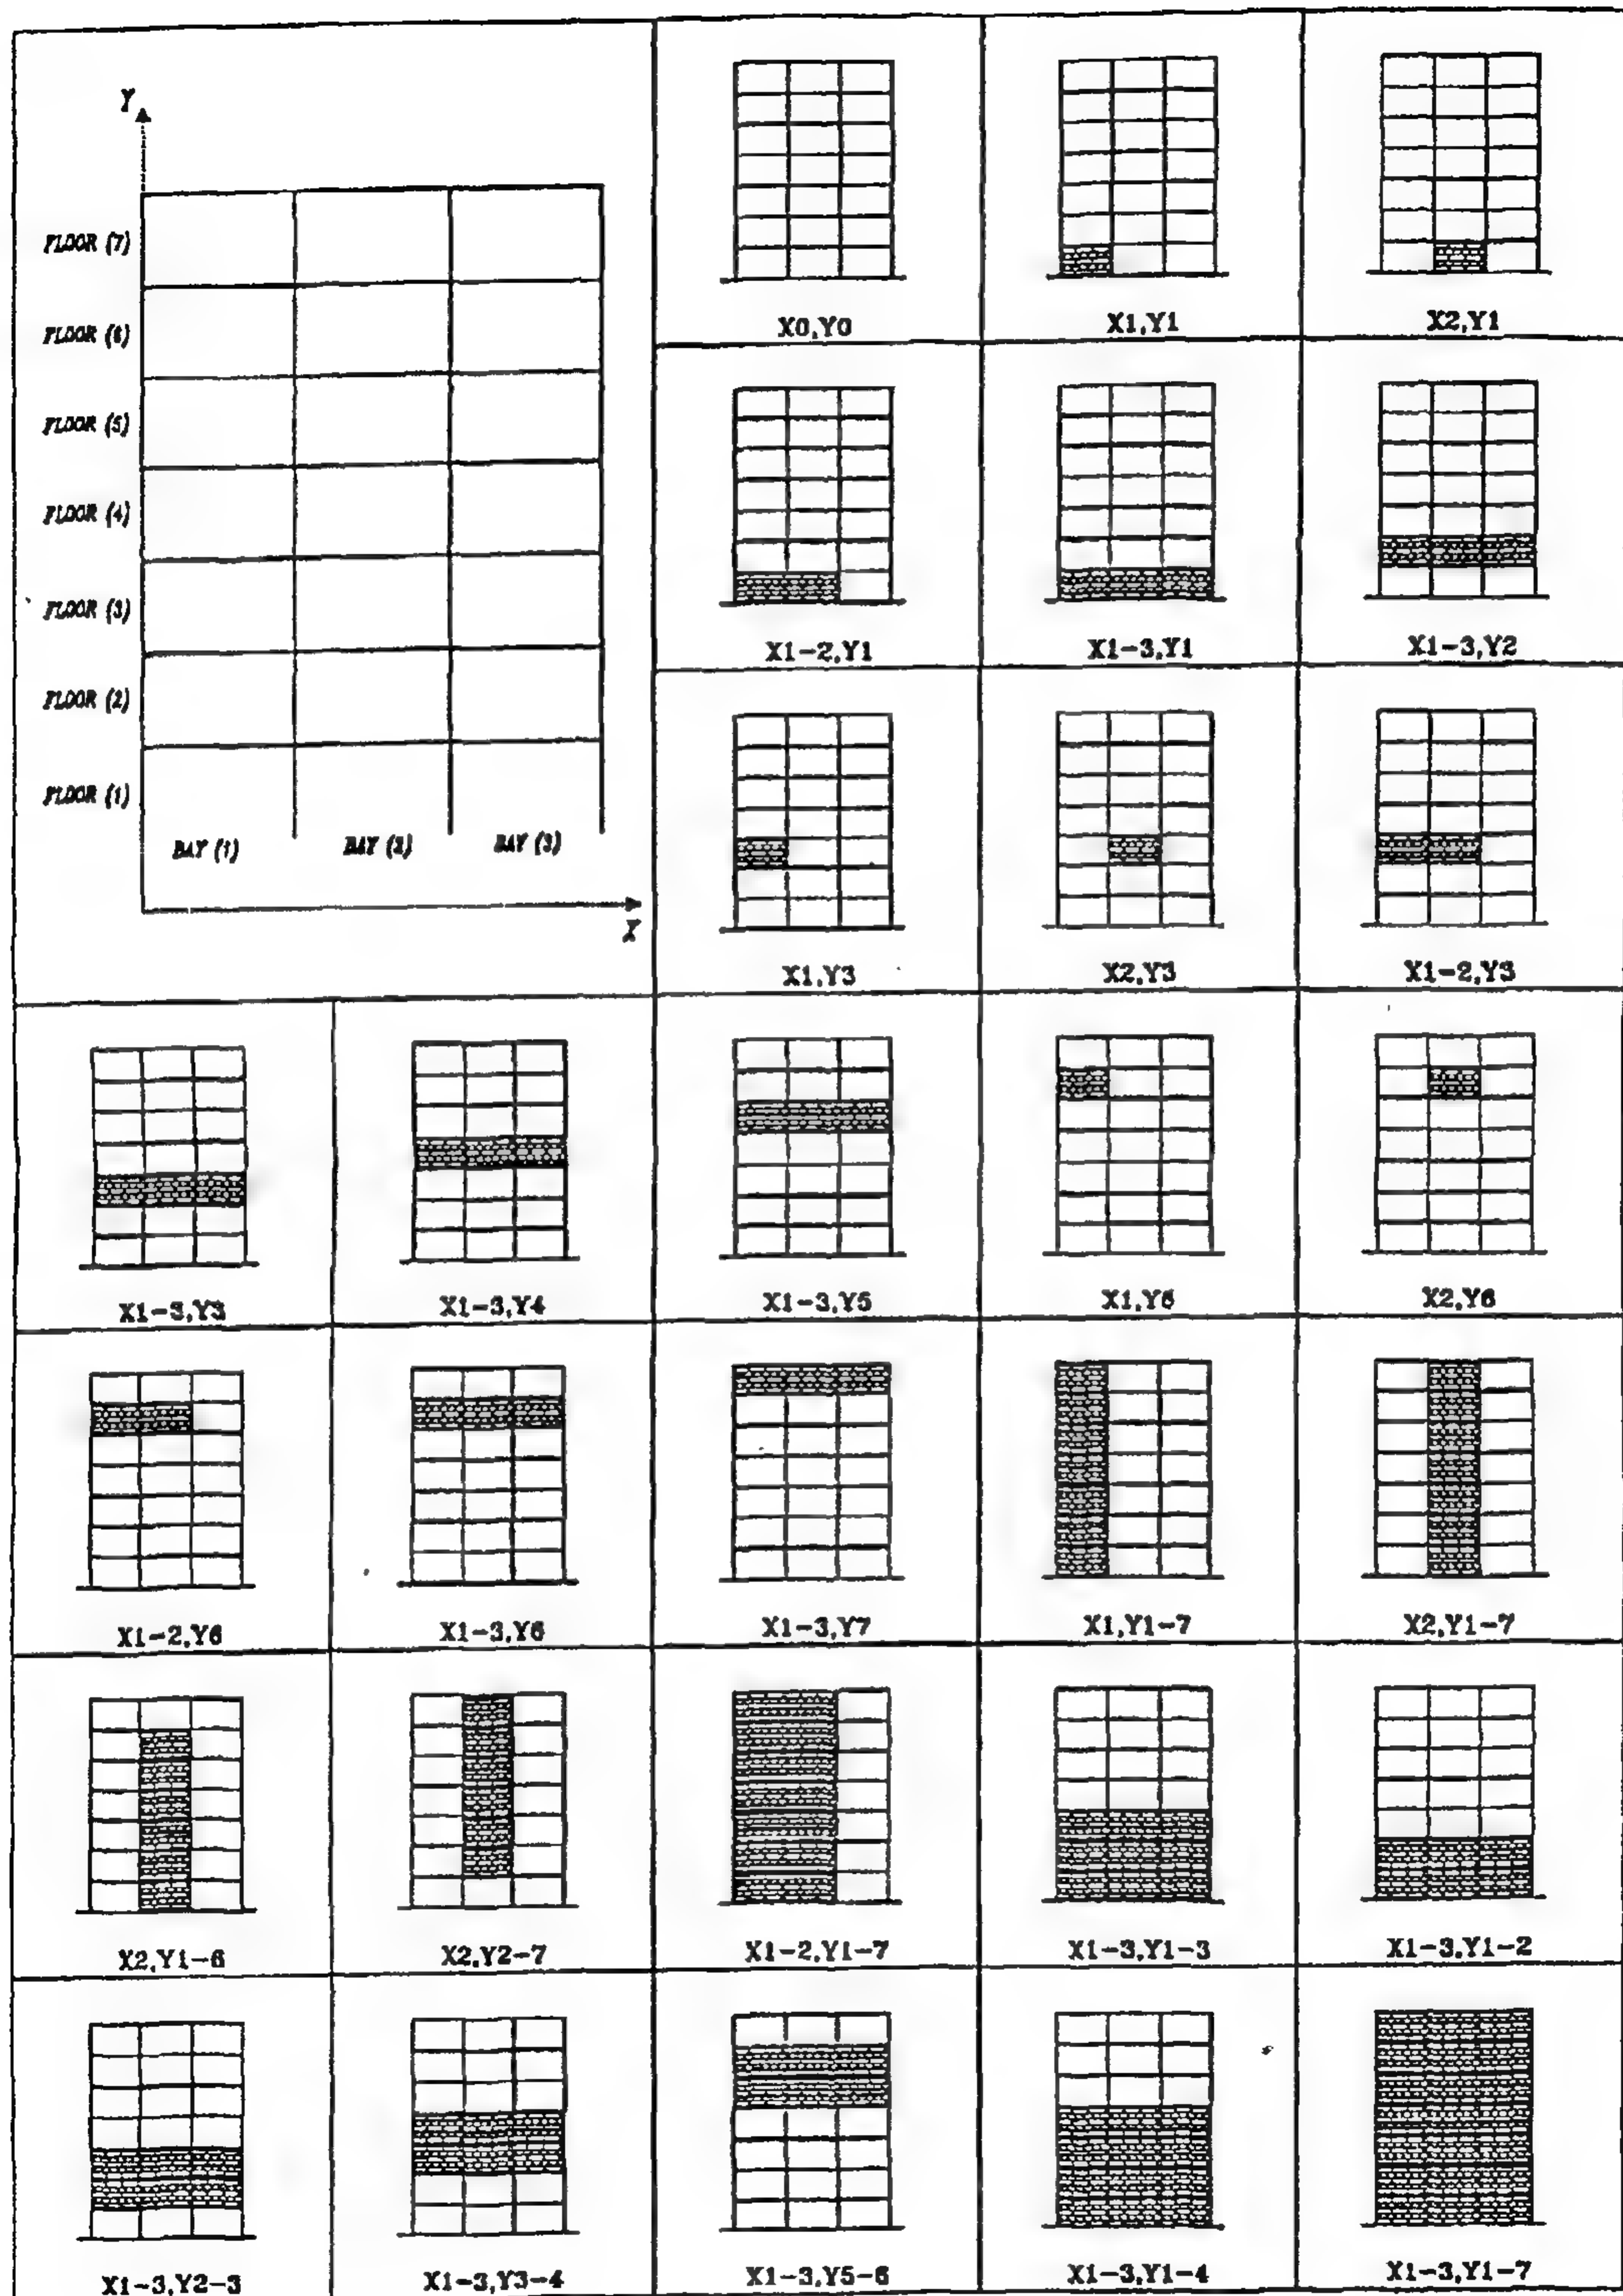 Y
FLOOR (7)
FLOOR (6)
FLOOR (5)
FLOOR (4)
FLOOR (3)
FLOOR (2)
FLOOR (1)
BAY (1) BAY (2) BAY (3)
X
X0,Y0 X1,Y1 X2,Y1
X1-2,Y1 X1-3,Y1 X1-3,Y2
X1,Y3 X2,Y3 X1-2,Y3
X1-3,Y3 X1-3,Y4 X1-3,Y5 X1,Y6 X2,Y6
X1-2,Y6 X1-3,Y6 X1-3,Y7 X1,Y1-7 X2,Y1-7
X2,Y1-6 X2,Y2-7 X1-2,Y1-7 X1-3,Y1-3 X1-3,Y1-2
X1-3,Y2-3 X1-3,Y3-4 X1-3,Y5-6 X1-3,Y1-4 X1-3,Y1-7